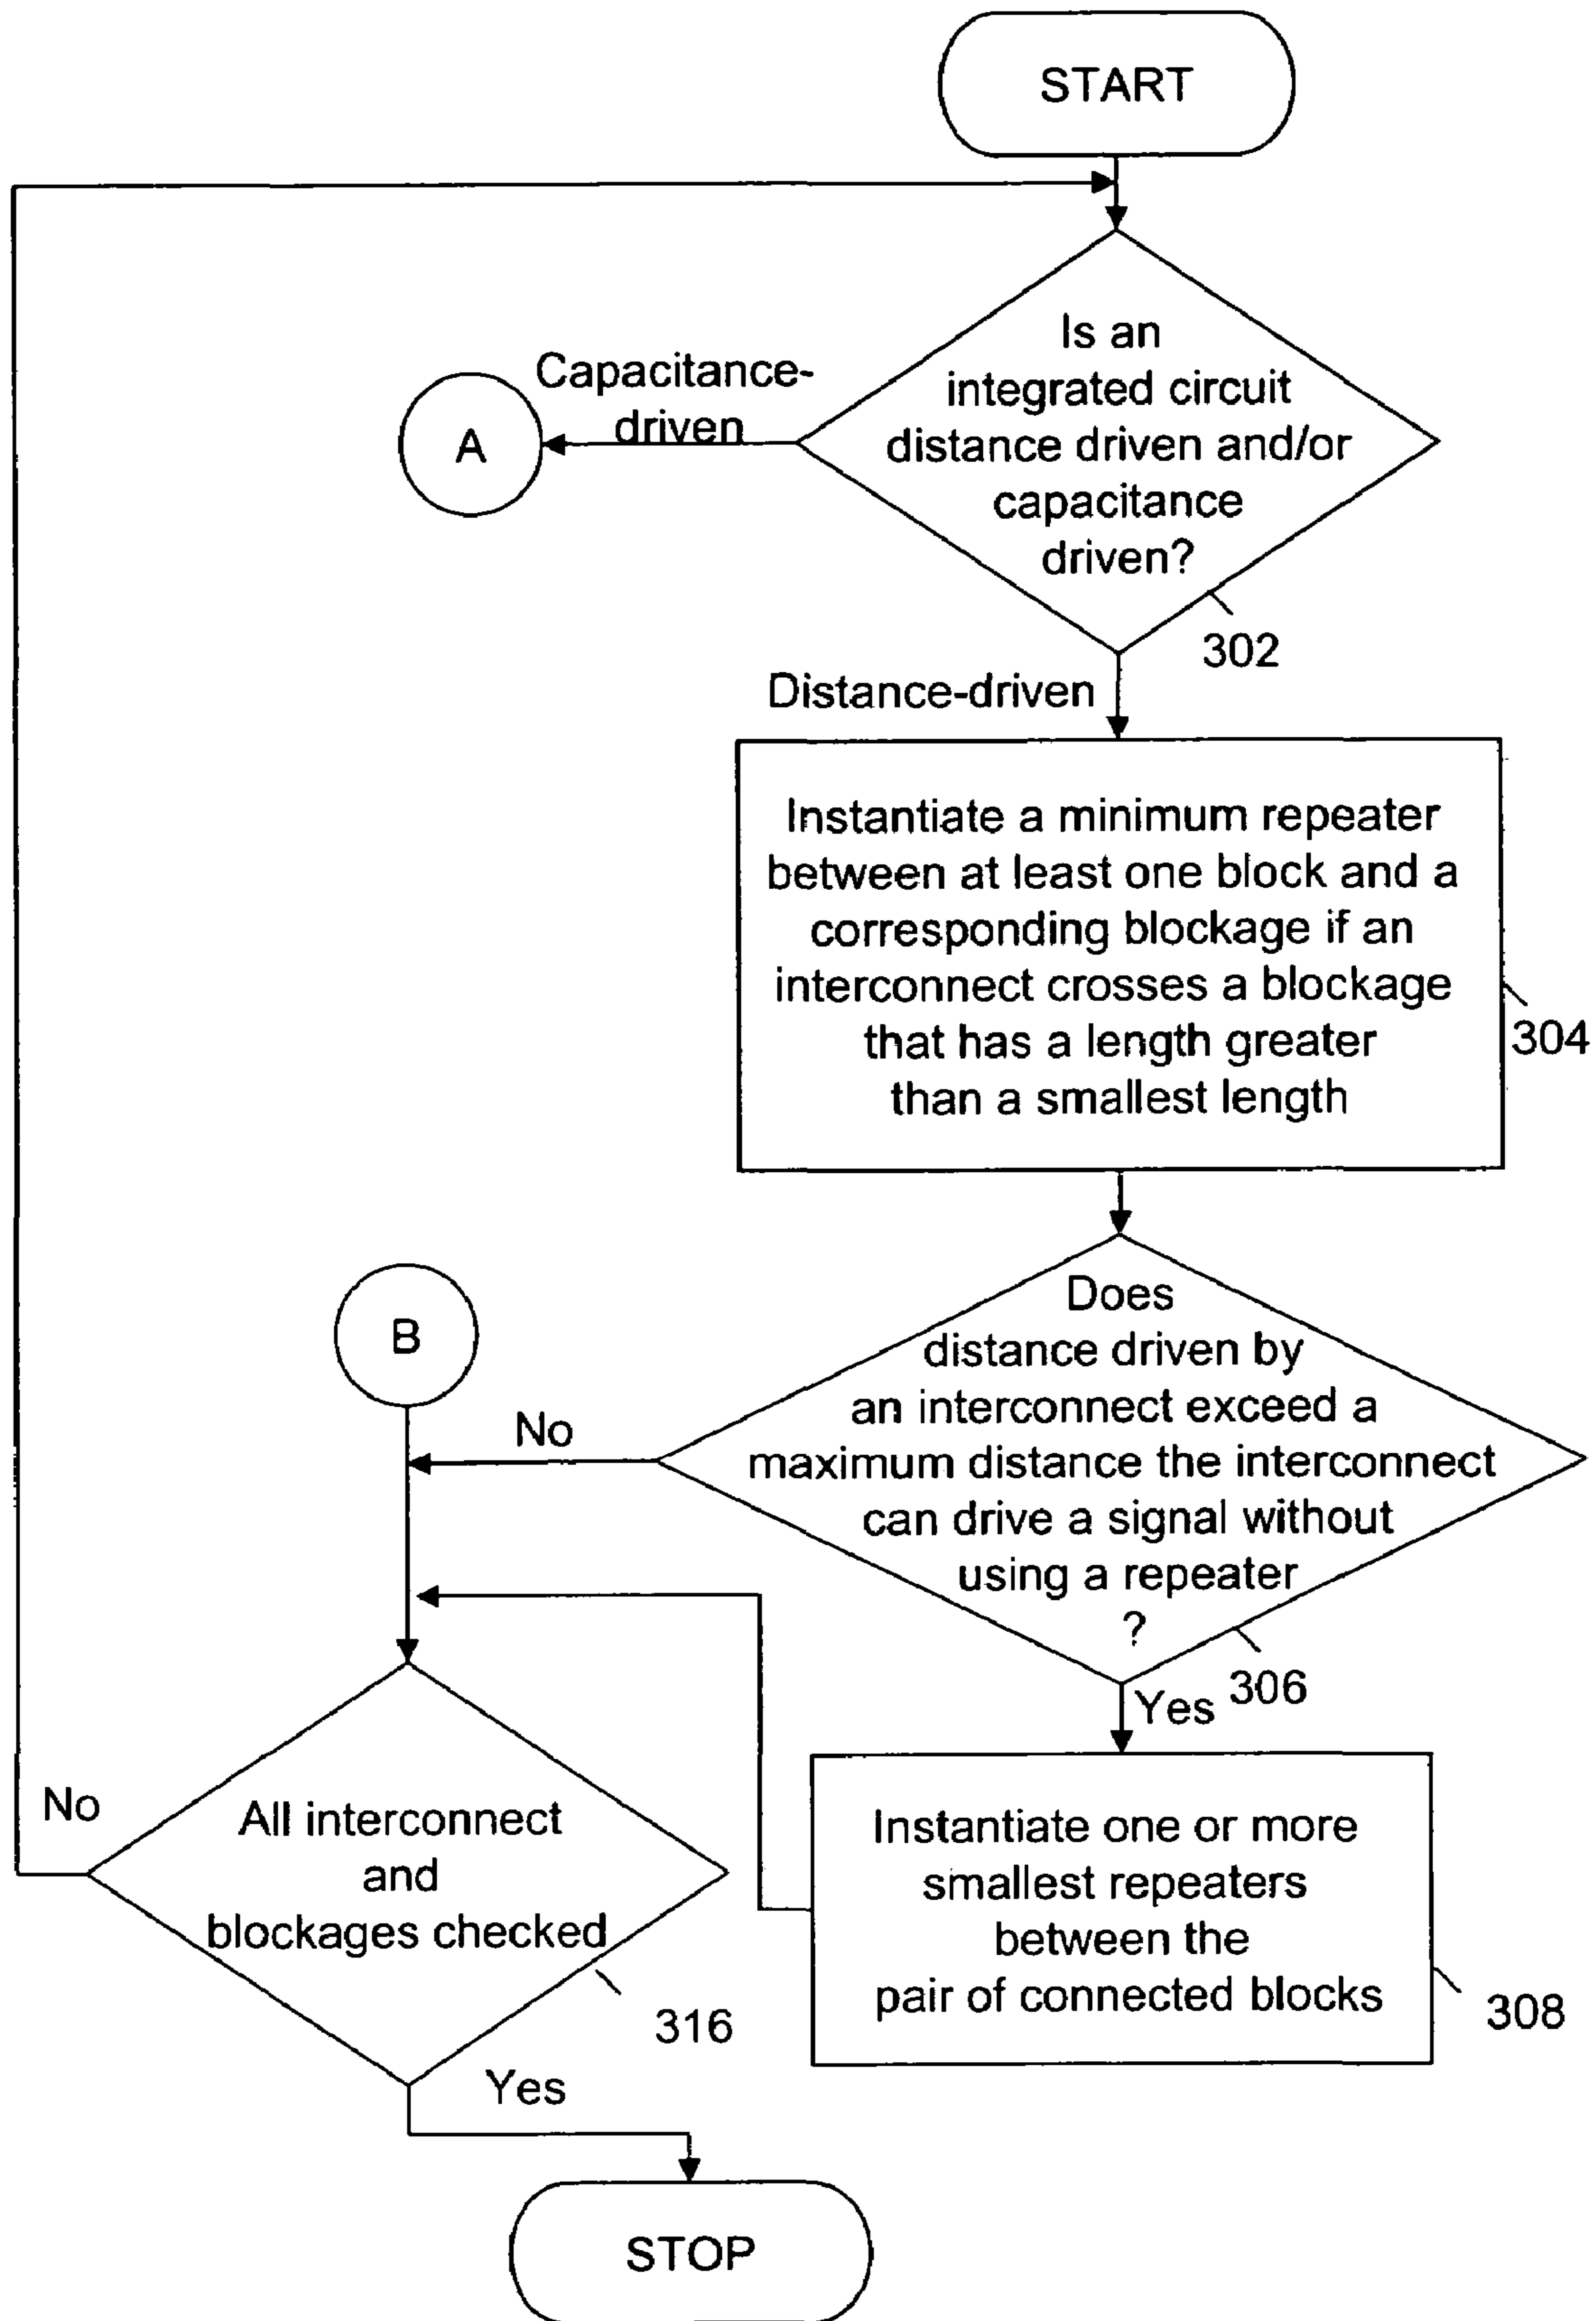 START
Is an
integrated circuit
distance driven and/or
capacitance
driven?
302
Capacitance-
driven
A
Distance-driven
Instantiate a minimum repeater
between at least one block and a
corresponding blockage if an
interconnect crosses a blockage
that has a length greater
than a smallest length
304
Does
distance driven by
an interconnect exceed a
maximum distance the interconnect
can drive a signal without
using a repeater
?
306
No
B
Yes
Instantiate one or more
smallest repeaters
between the
pair of connected blocks
308
All interconnect
and
blockages checked
316
No
Yes
STOP